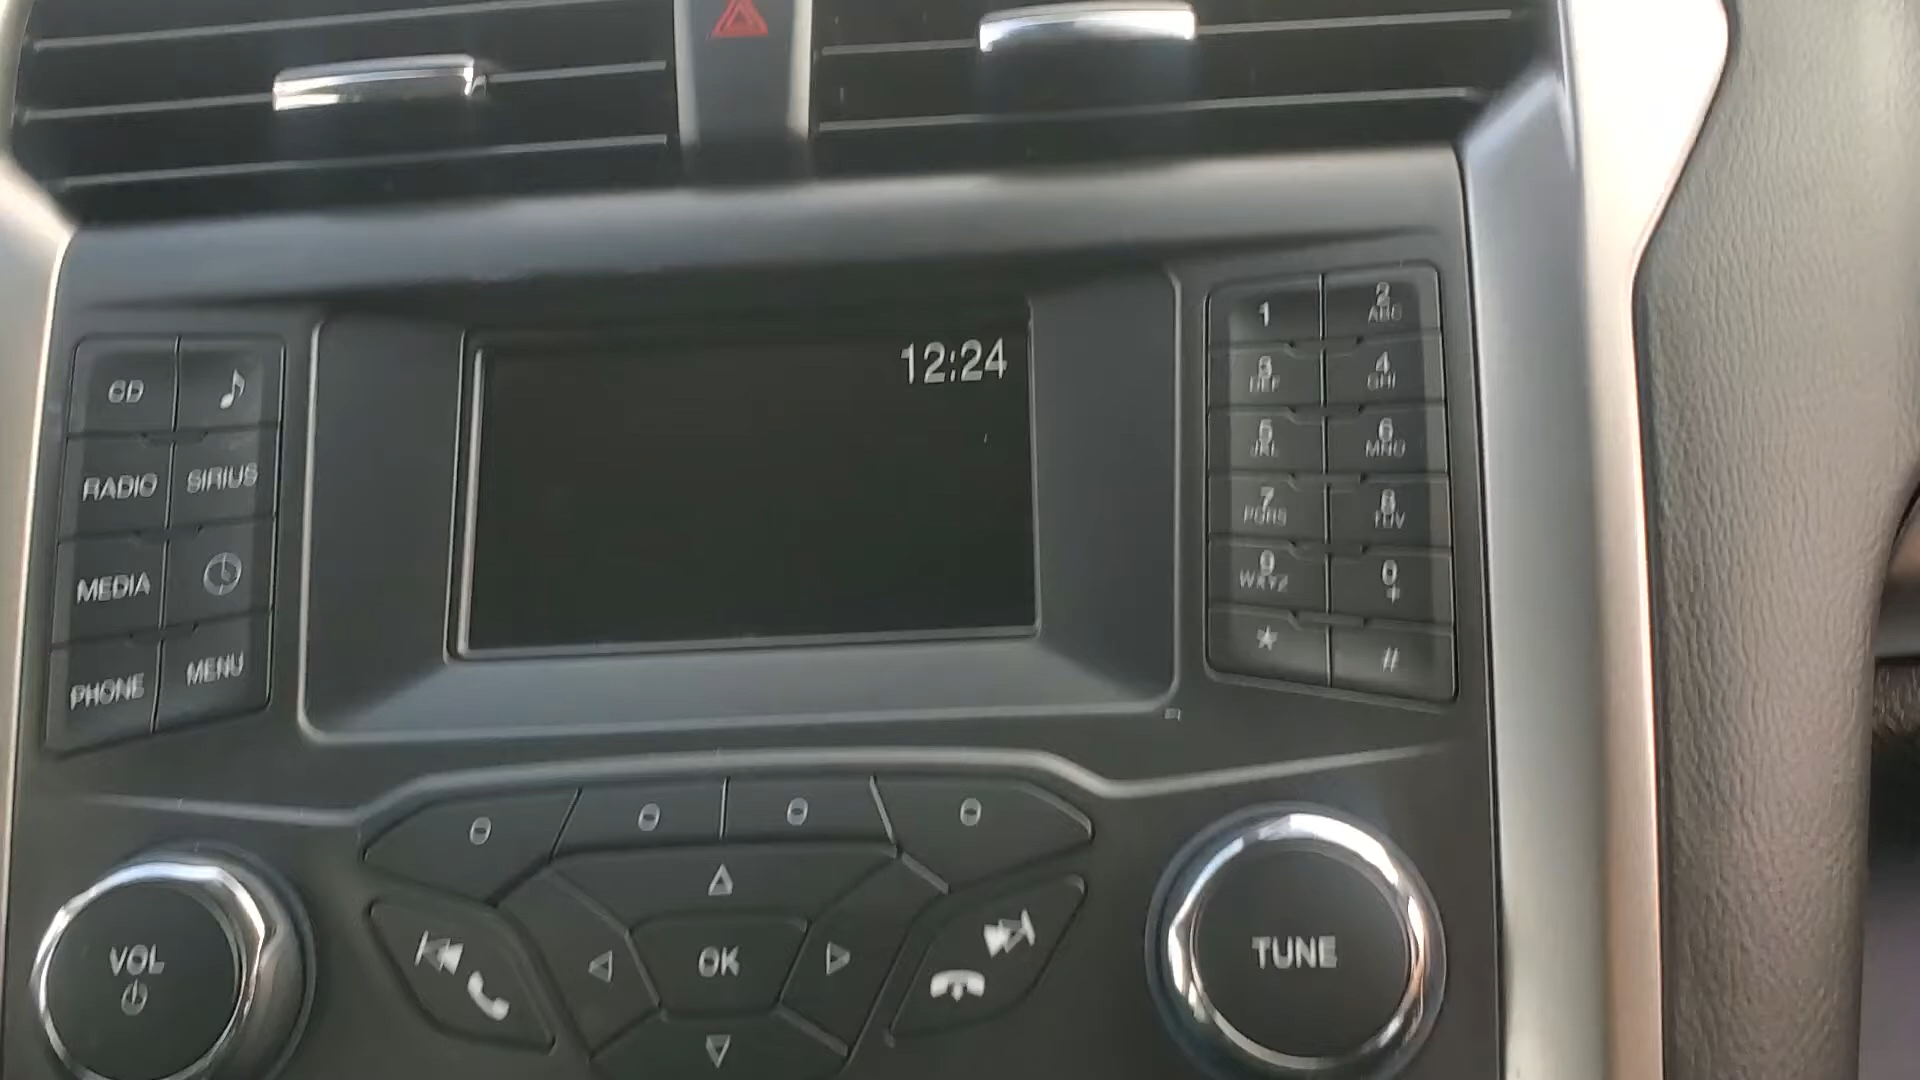 12:24
CD
RADIO SIRIUS
MEDIA
PHONE MENU
1
2 ABC
3 DEF
4 GHI
5 JKL
6 MNO
7 PQRS
8 TUV
9 WXYZ
0 +
* #
VOL
OK
TUNE